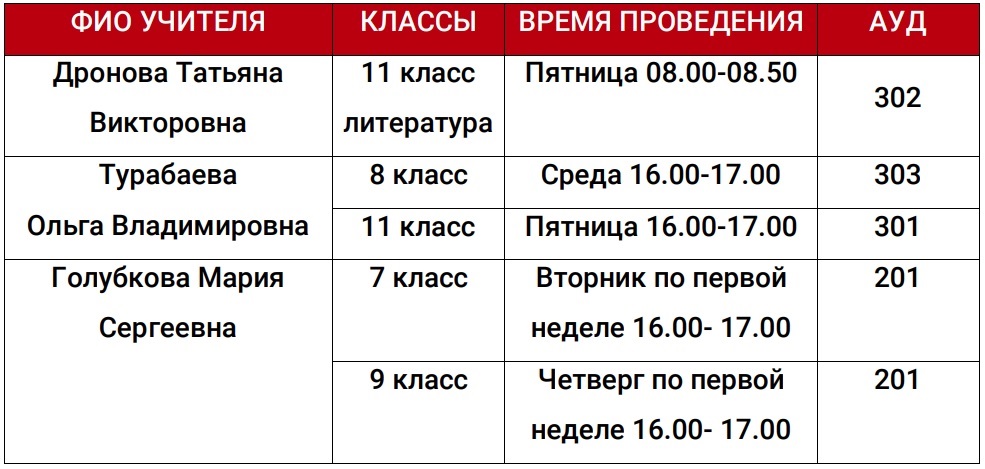 ФИО УЧИТЕЛЯ КЛАССЫ ВРЕМЯ ПРОВЕДЕНИЯ АУД
Дронова Татьяна
Викторовна
11 класс
литература
Пятница 08.00-08.50
302
Турабаева
Ольга Владимировна
8 класс
Среда 16.00-17.00
303
11 класс
Пятница 16.00-17.00
301
Голубкова Мария
Сергеевна
7 класс
Вторник по первой
неделе 16.00- 17.00
201
9 класс
Четверг по первой
неделе 16.00- 17.00
201